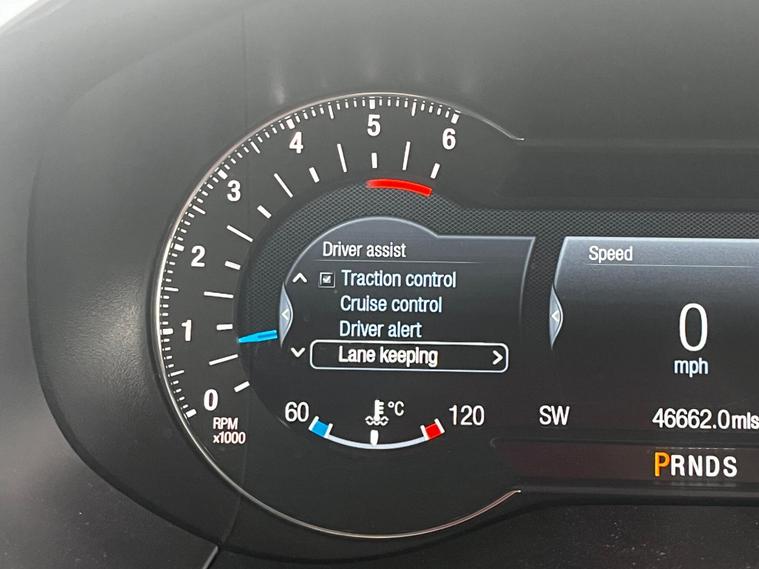 0
1
2
3
4
5
6
RPM
x1000
Driver assist
Traction control
Cruise control
Driver alert
Lane keeping
60
°C
120
Speed
0
mph
SW
46662.0mls
PRNDS